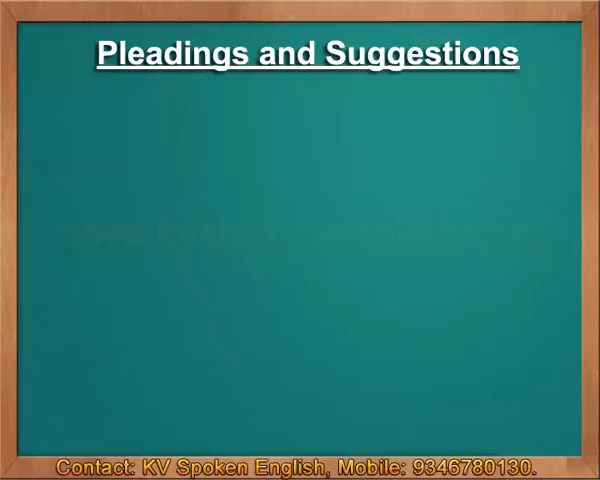 Pleadings and Suggestions
Contact: KV Spoken English, Mobile: 9346780130.